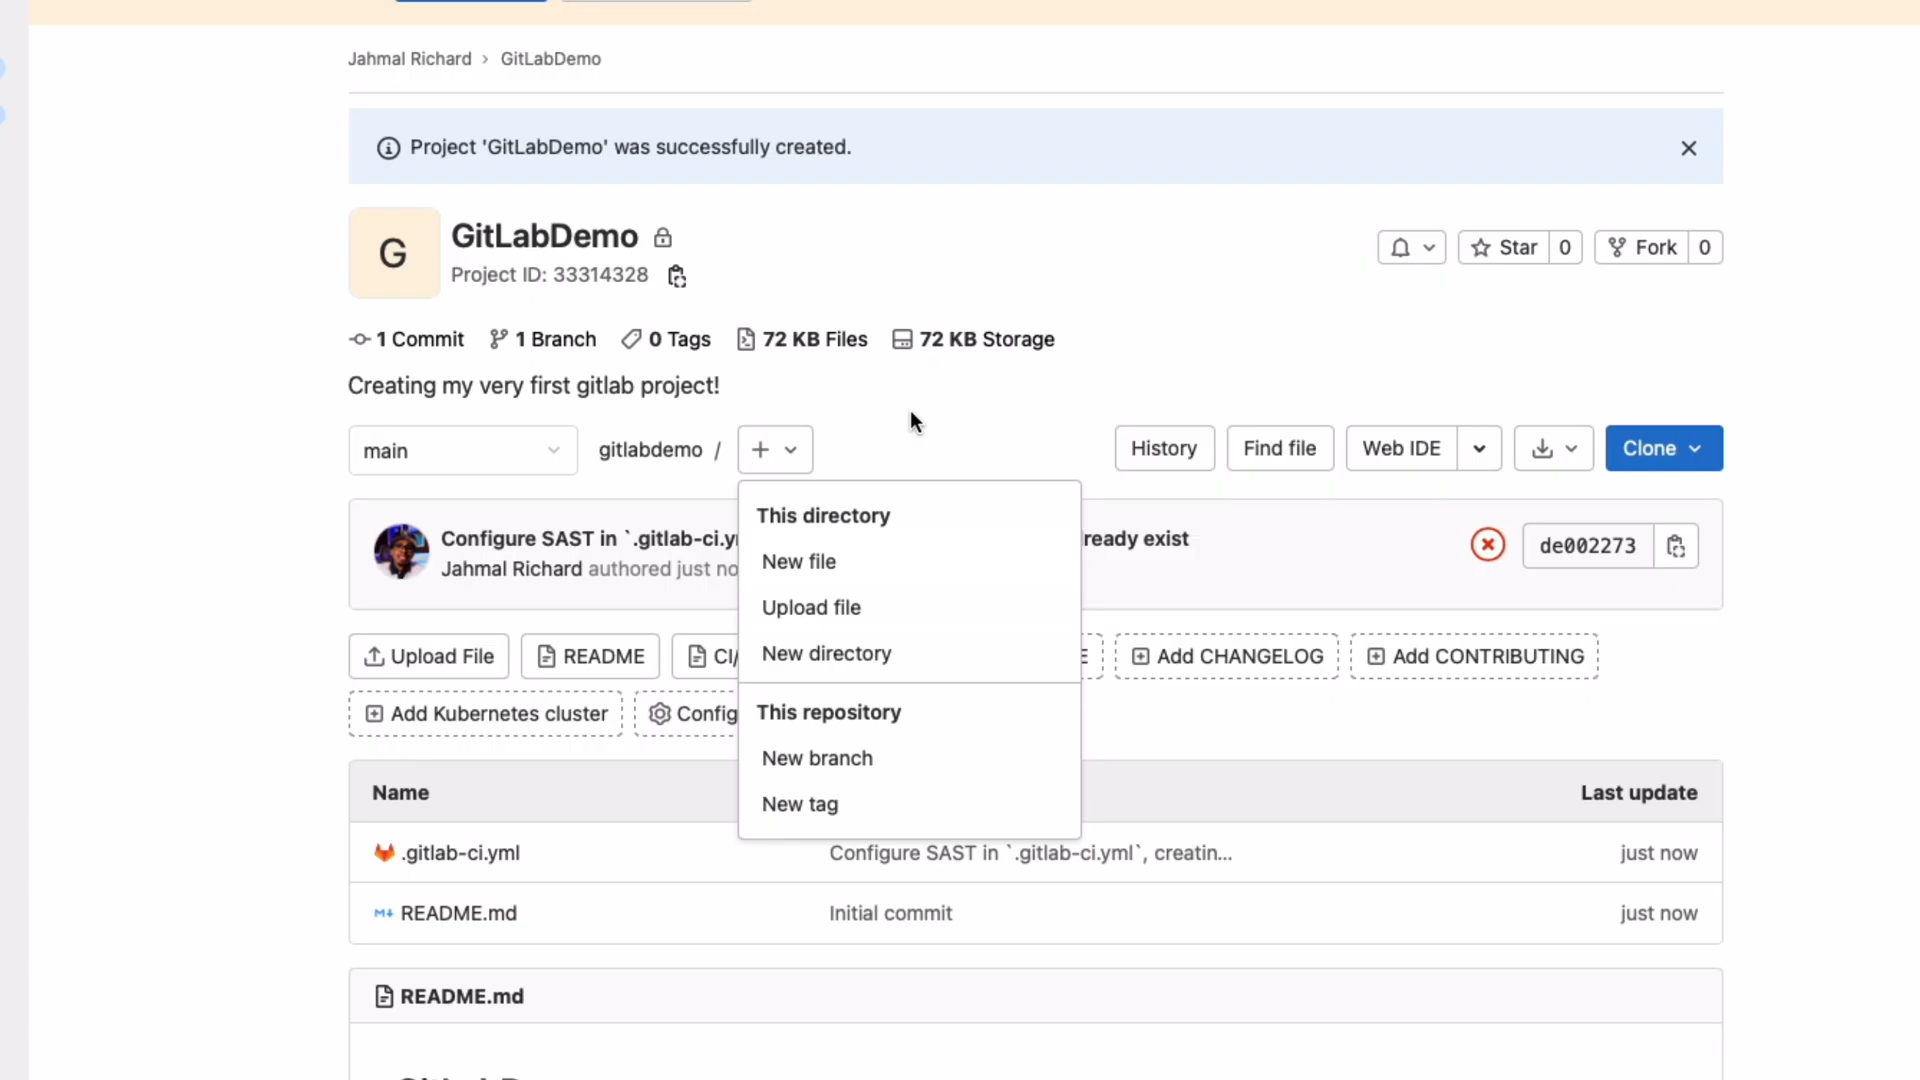 Jahmal Richard › GitLabDemo
Project 'GitLabDemo' was successfully created.
G
GitLabDemo
Project ID: 33314328
Star 0
Fork 0
1 Commit 1 Branch 0 Tags 72 KB Files 72 KB Storage
Creating my very first gitlab project!
main
gitlabdemo /
History
Find file
Web IDE
Clone
Configure SAST in `.gitlab-ci.y
ready exist
Jahmal Richard authored just no
de002273
This directory
New file
Upload file
New directory
This repository
New branch
New tag
Upload File
README
CI/
E
Add CHANGELOG
Add CONTRIBUTING
Add Kubernetes cluster
Config
Name
Last update
.gitlab-ci.yml
Configure SAST in `.gitlab-ci.yml`, creatin...
just now
README.md
Initial commit
just now
README.md